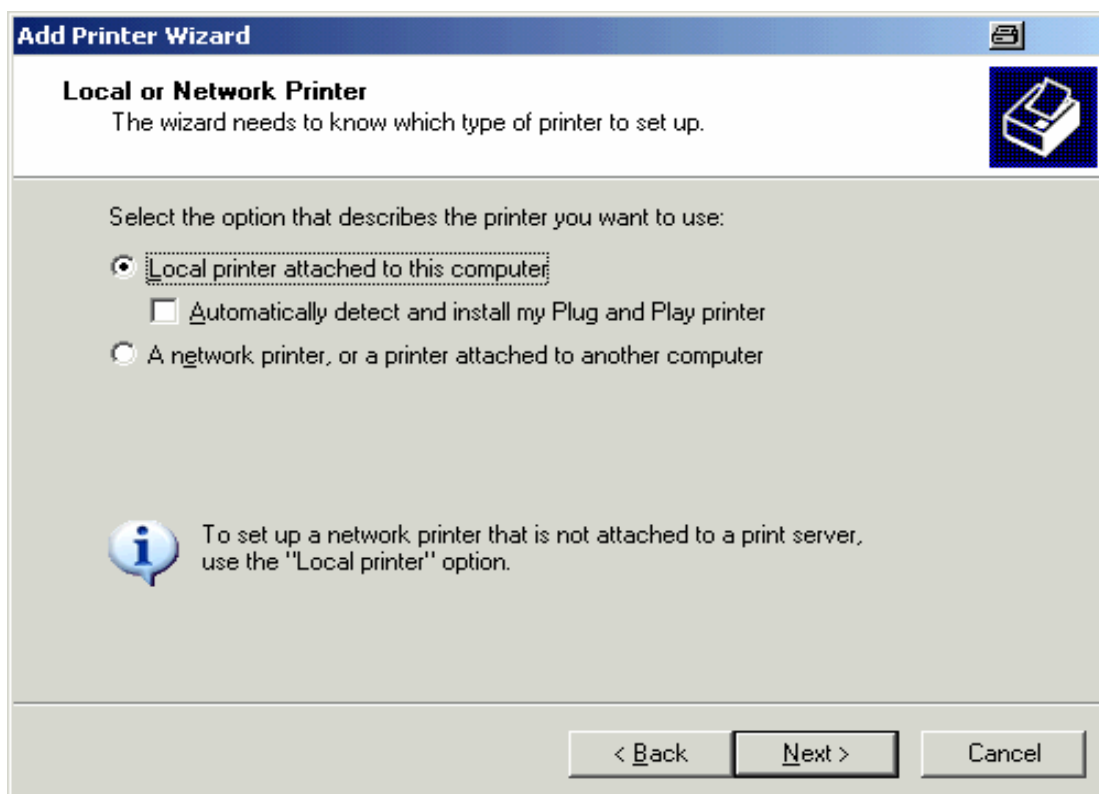 Add Printer Wizard
Local or Network Printer
The wizard needs to know which type of printer to set up.
Select the option that describes the printer you want to use:
Local printer attached to this computer
Automatically detect and install my Plug and Play printer
A network printer, or a printer attached to another computer
To set up a network printer that is not attached to a print server,
use the "Local printer" option.
< Back Next > Cancel